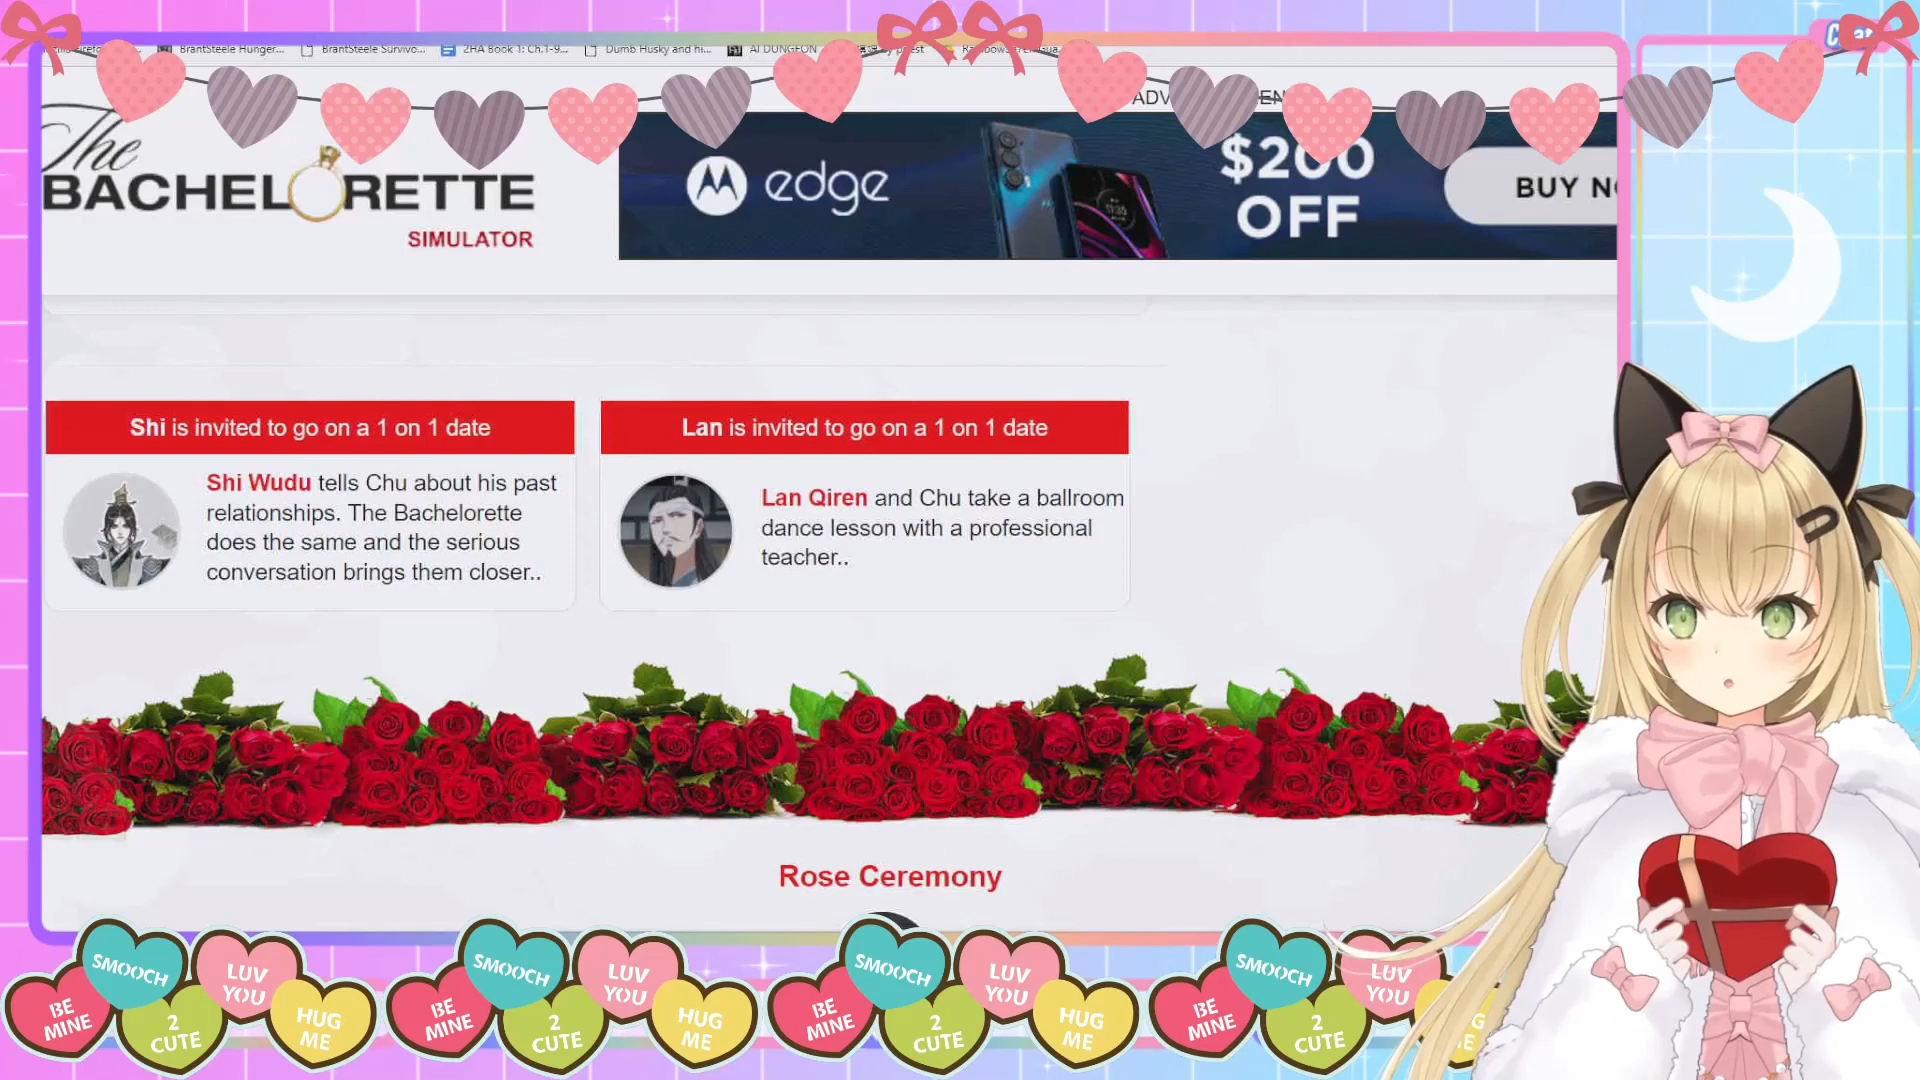 BrantSteele Hunger...
BrantSteele Survivo...
2HA Book 1: Ch.1-9...
Dumb Husky and hi...
AI DUNGEON
The
BACHELORETTE
SIMULATOR
edge
$200
OFF
BUY NO
Shi is invited to go on a 1 on 1 date
Shi Wudu tells Chu about his past
relationships. The Bachelorette
does the same and the serious
conversation brings them closer..
Lan is invited to go on a 1 on 1 date
Lan Qiren and Chu take a ballroom
dance lesson with a professional
teacher..
Rose Ceremony
BE
MINE
SMOOCH
2
CUTE
LUV
YOU
HUG
ME
BE
MINE
SMOOCH
2
CUTE
LUV
YOU
HUG
ME
BE
MINE
SMOOCH
2
CUTE
LUV
YOU
HUG
ME
BE
MINE
SMOOCH
2
CUTE
LUV
YOU